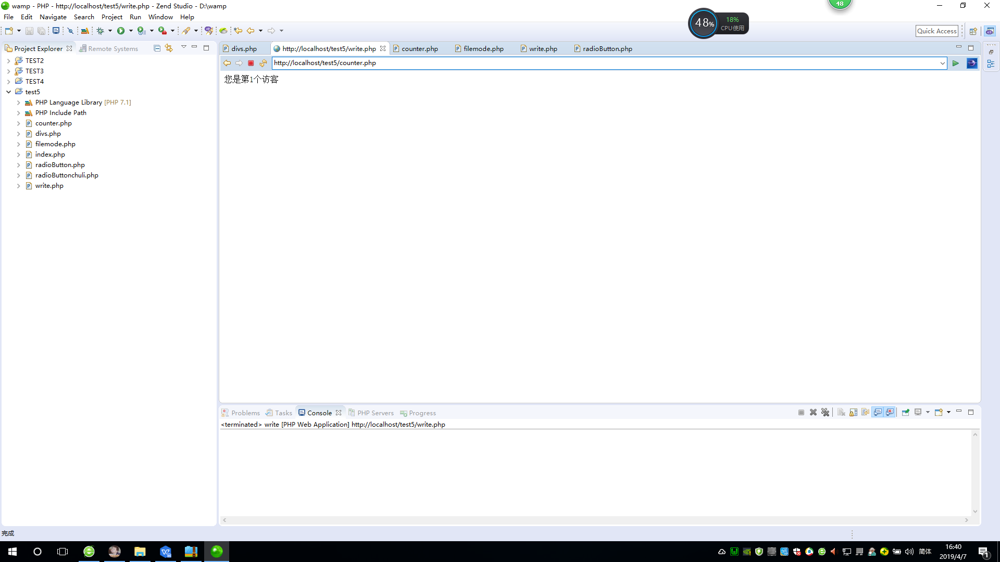 wamp - PHP - http://localhost/test5/write.php - Zend Studio - D:\wamp
48
File Edit Navigate Search Project Run Window Help
48%
18%
CPU使用
Quick Access
Project Explorer
Remote Systems
divs.php
http://localhost/test5/write.php
counter.php
filemode.php
write.php
radioButton.php
http://localhost/test5/counter.php
您是第1个访客
TEST2
TEST3
TEST4
test5
PHP Language Library [PHP 7.1]
PHP Include Path
counter.php
divs.php
filemode.php
index.php
radioButton.php
radioButtonchuli.php
write.php
Problems
Tasks
Console
PHP Servers
Progress
<terminated> write [PHP Web Application] http://localhost/test5/write.php
完成
简体
16:40
2019/4/7
1